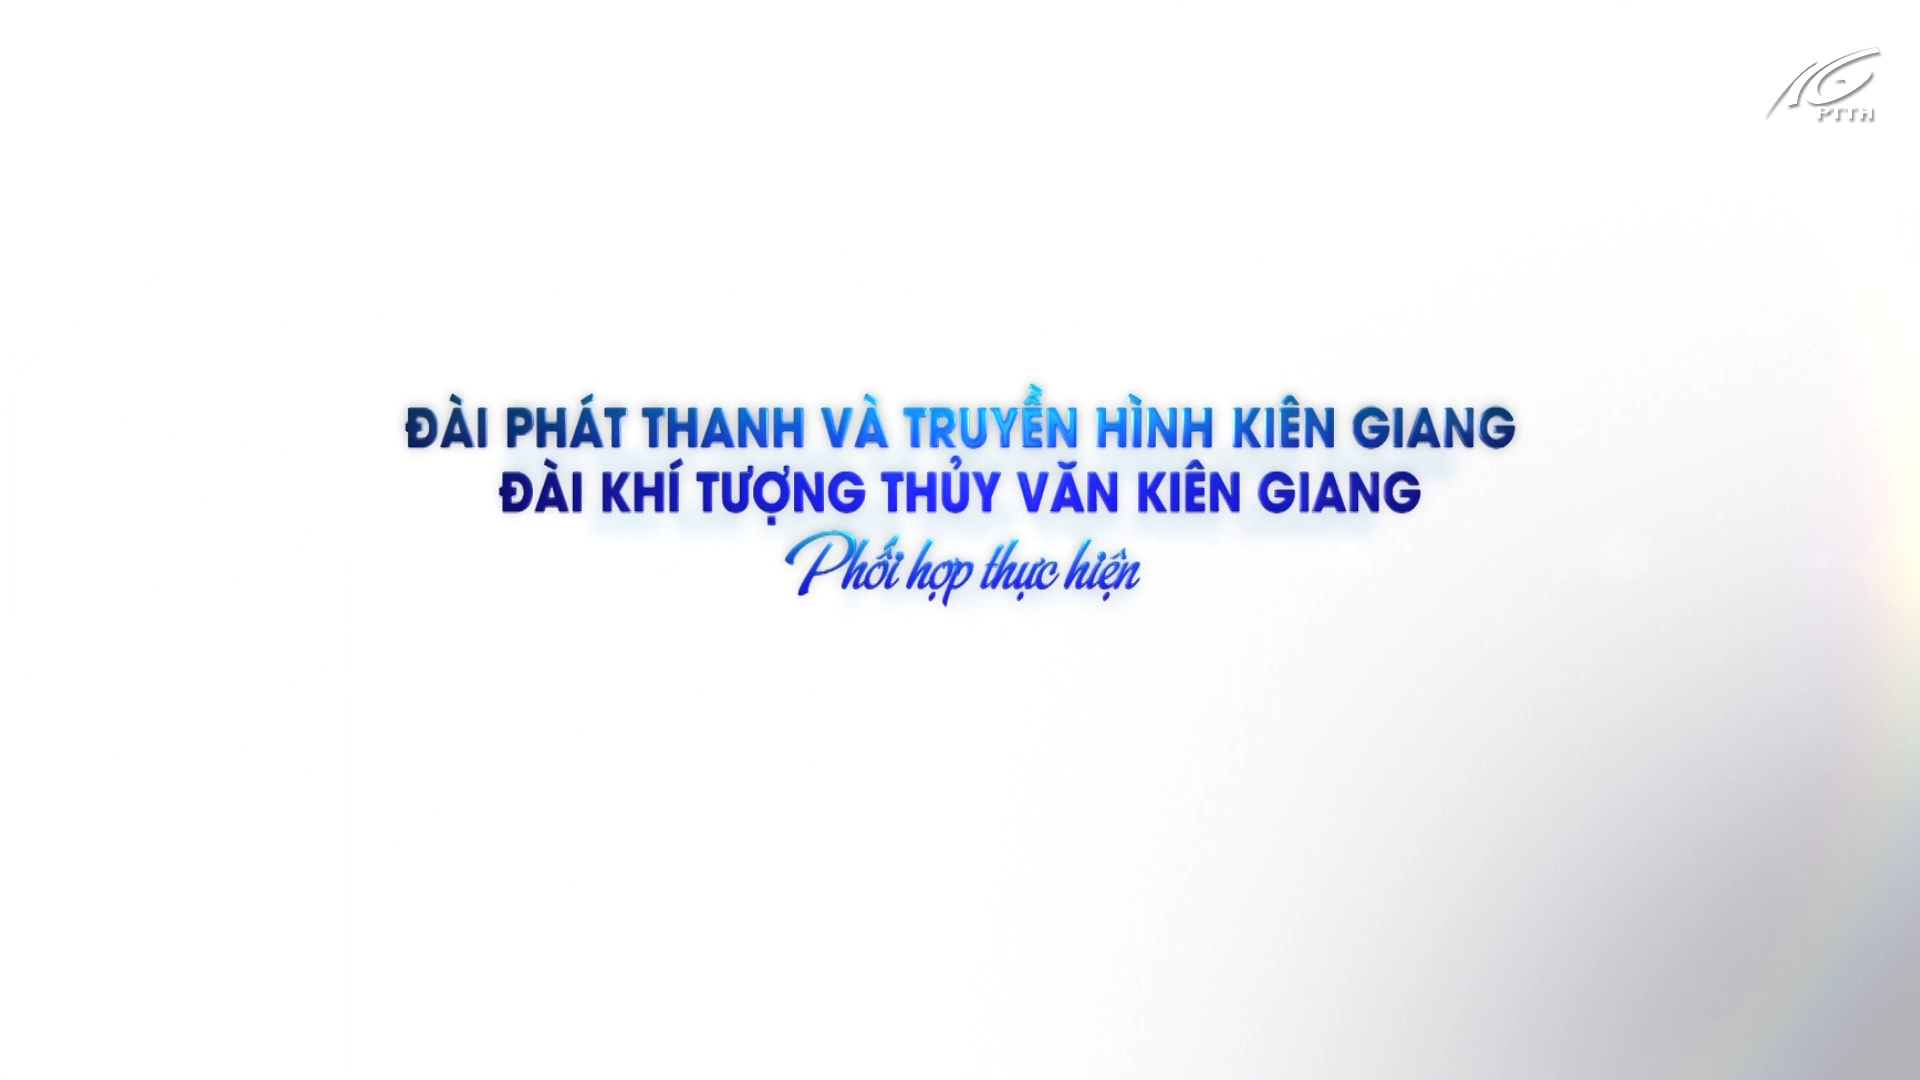 PTTH
ĐÀI PHÁT THANH VÀ TRUYỀN HÌNH KIÊN GIANG
ĐÀI KHÍ TƯỢNG THỦY VĂN KIÊN GIANG
Phối hợp thực hiện